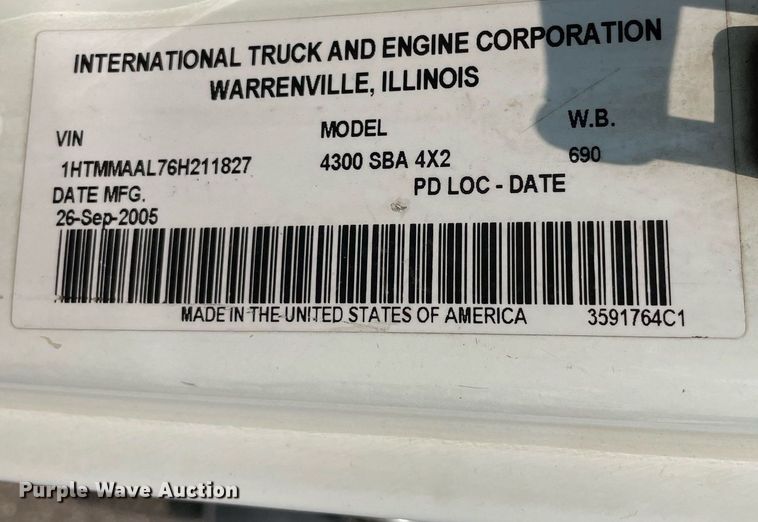 INTERNATIONAL TRUCK AND ENGINE CORPORATION
WARRENVILLE, ILLINOIS
VIN MODEL W.B.
1HTMMAAL76H211827 4300 SBA 4X2 690
DATE MFG. PD LOC - DATE
26-Sep-2005
MADE IN THE UNITED STATES OF AMERICA 3591764C1
Purple Wave Auction